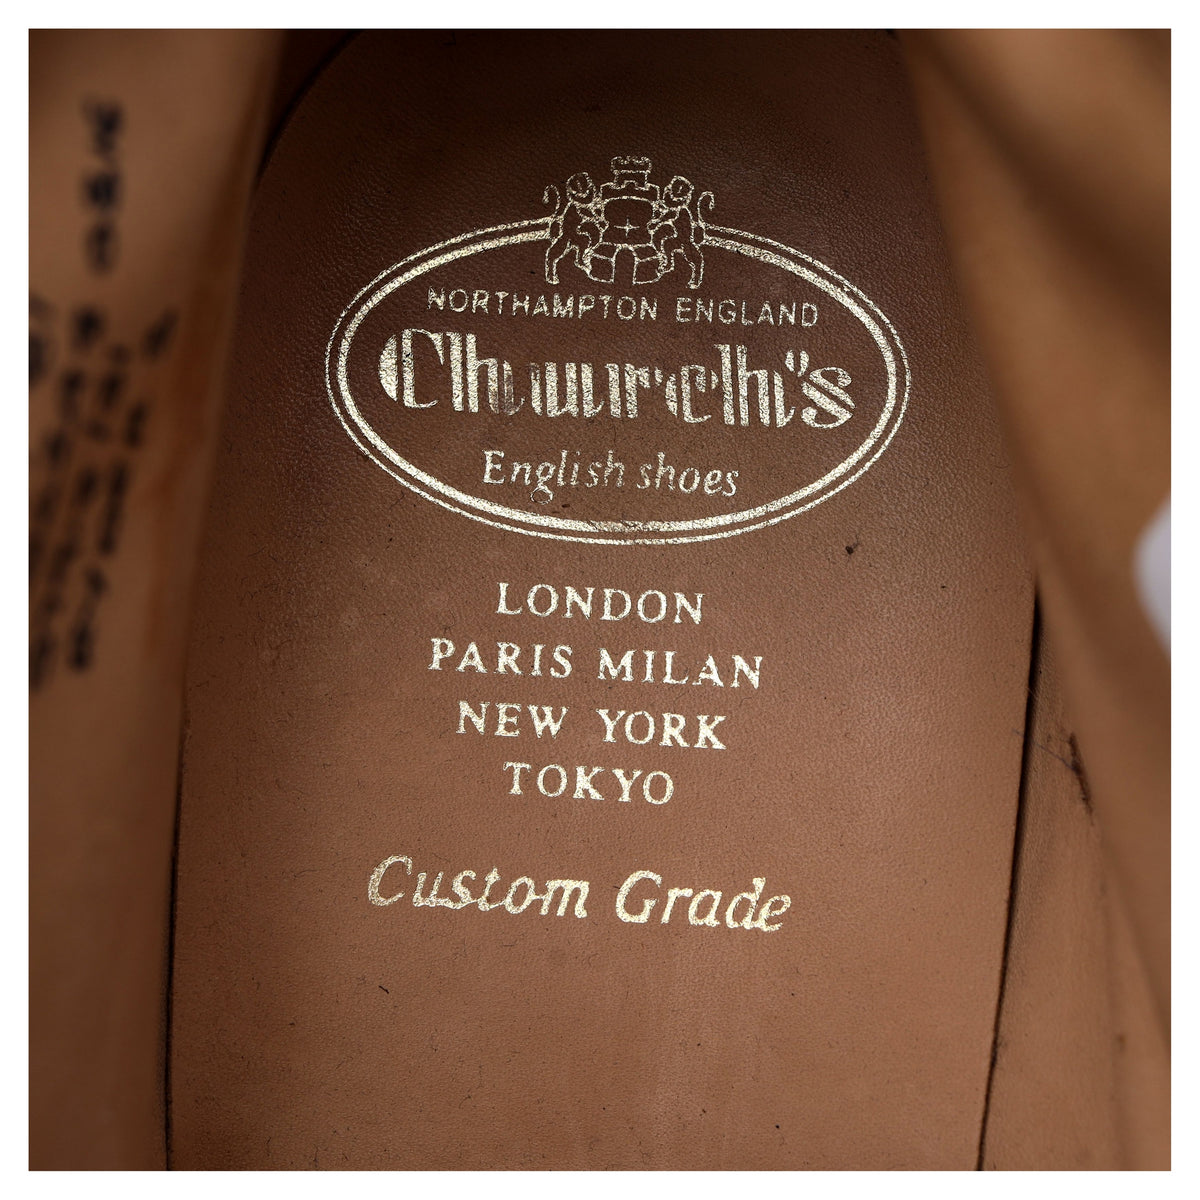 NORTHAMPTON ENGLAND
Church's
English shoes
LONDON
PARIS MILAN
NEW YORK
TOKYO
Custom Grade